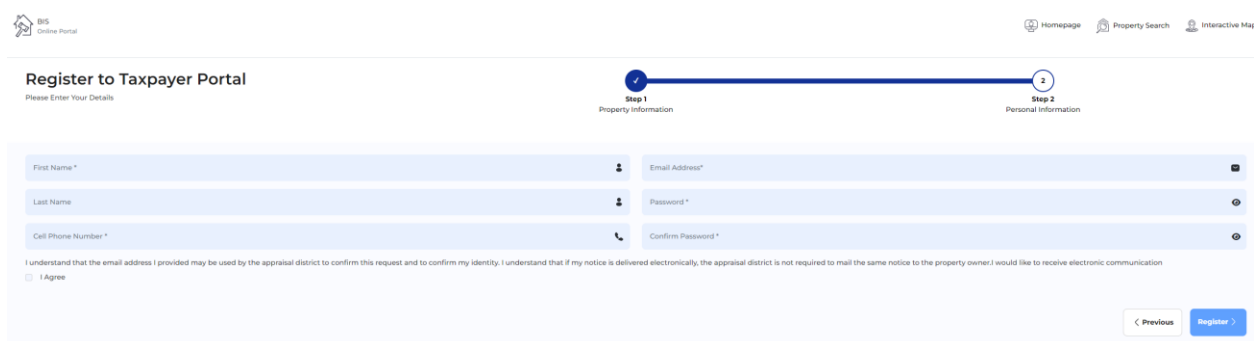 BIS
Online Portal
Homepage
Property Search
Interactive Map
Register to Taxpayer Portal
Please Enter Your Details
Step 1
Property Information
2
Step 2
Personal Information
First Name *
Email Address*
Last Name
Password *
Cell Phone Number *
Confirm Password *
I understand that the email address I provided may be used by the appraisal district to confirm this request and to confirm my identity. I understand that if my notice is delivered electronically, the appraisal district is not required to mail the same notice to the property owner.I would like to receive electronic communication
I Agree
< Previous
Register >